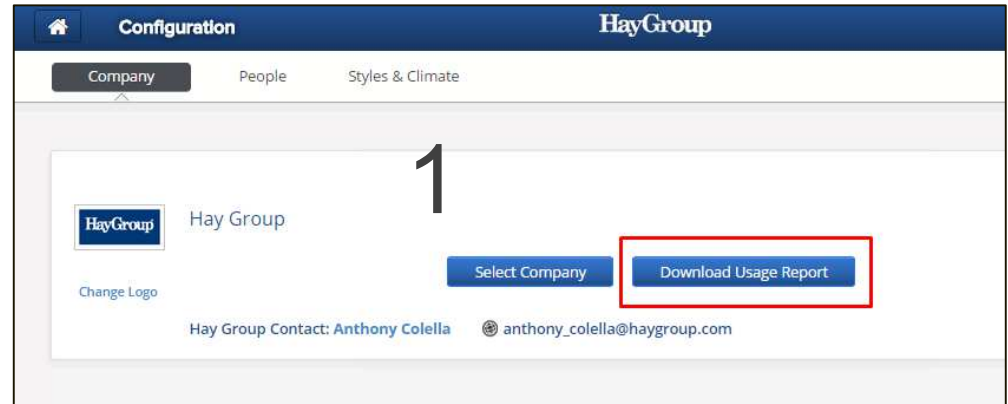 Configuration HayGroup
Company People Styles & Climate
1
HayGroup Hay Group
Select Company Download Usage Report
Change Logo
Hay Group Contact: Anthony Colella anthony_colella@haygroup.com